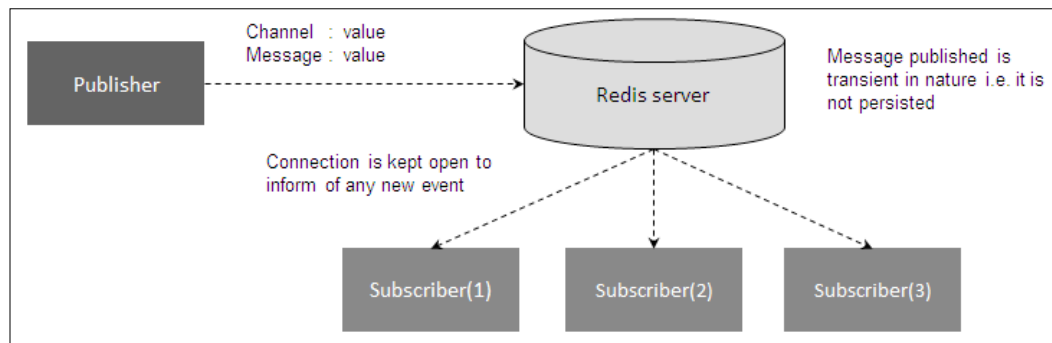 Channel : value
Message : value
Publisher
Redis server
Message published is
transient in nature i.e. it is
not persisted
Connection is kept open to
inform of any new event
Subscriber(1)
Subscriber(2)
Subscriber(3)